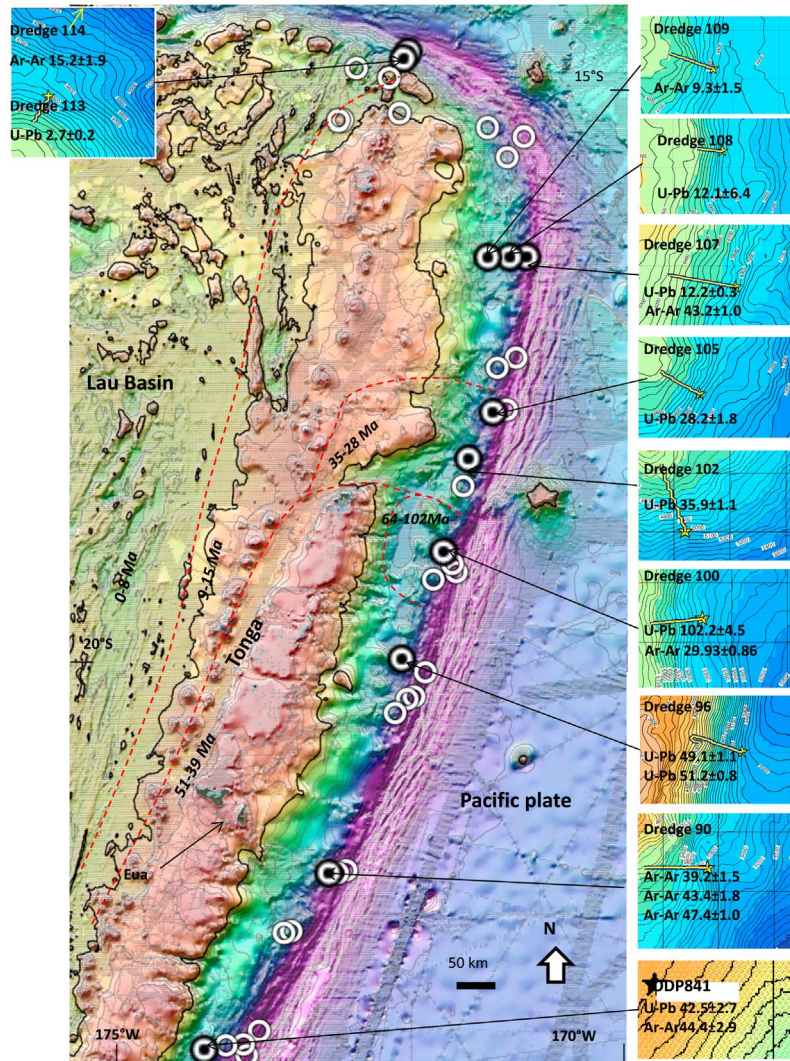 Dredge 114
Ar-Ar 15.2±1.9
Dredge 113
U-Pb 2.7±0.2
15°S
Lau Basin
35-28 Ma
64-102Ma
0-8 Ma
9-15 Ma
Tonga
20°S
51-39 Ma
Pacific plate
Eua
N
50 km
175°W
170°W
Dredge 109
Ar-Ar 9.3±1.5
Dredge 108
U-Pb 12.1±6.4
Dredge 107
U-Pb 12.2±0.3
Ar-Ar 43.2±1.0
Dredge 105
U-Pb 28.2±1.8
Dredge 102
U-Pb 35.9±1.1
Dredge 100
U-Pb 102.2±4.5
Ar-Ar 29.93±0.86
Dredge 96
U-Pb 49.1±1.1
U-Pb 51.2±0.8
Dredge 90
Ar-Ar 39.2±1.5
Ar-Ar 43.4±1.8
Ar-Ar 47.4±1.0
DDP841
U-Pb 42.5±2.7
Ar-Ar44.4±2.9